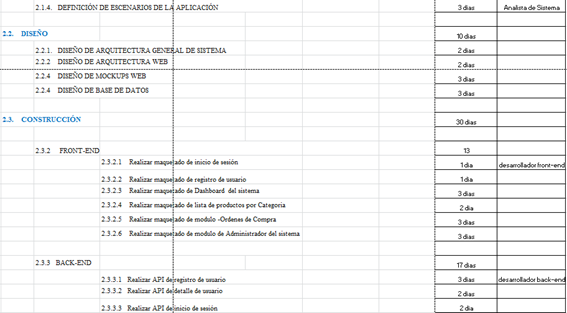 2.1.4. DEFINICIÓN DE ESCENARIOS DE LA APLICACIÓN 3 dias Analista de Sistema
2.2. DISEÑO 10 dias
2.2.1. DISEÑO DE ARQUITECTURA GENERAL DE SISTEMA 2 dias
2.2.2 DISEÑO DE ARQUITECTURA WEB 2 dias
2.2.4 DISEÑO DE MOCKUPS WEB 3 dias
2.2.4 DISEÑO DE BASE DE DATOS 3 dias
2.3. CONSTRUCCIÓN 30 dias
2.3.2 FRONT-END 13
2.3.2.1 Realizar maquetado de inicio de sesión 1 dia desarrollador front-end
2.3.2.2 Realizar maquetado de registro de usuario 1 dia
2.3.2.3 Realizar maquetado de Dashboard del sistema 3 dias
2.3.2.4 Realizar maquetado de lista de productos por Categoria 2 dia
2.3.2.5 Realizar maquetado de modulo -Ordenes de Compra 3 dias
2.3.2.6 Realizar maquetado de modulo de Administrador del sistema 3 dias
2.3.3 BACK-END 17 dias
2.3.3.1 Realizar API de registro de usuario 3 dias desarrollador back-end
2.3.3.2 Realizar API de detalle de usuario 2 dias
2.3.3.3 Realizar API de inicio de sesión 2 dia